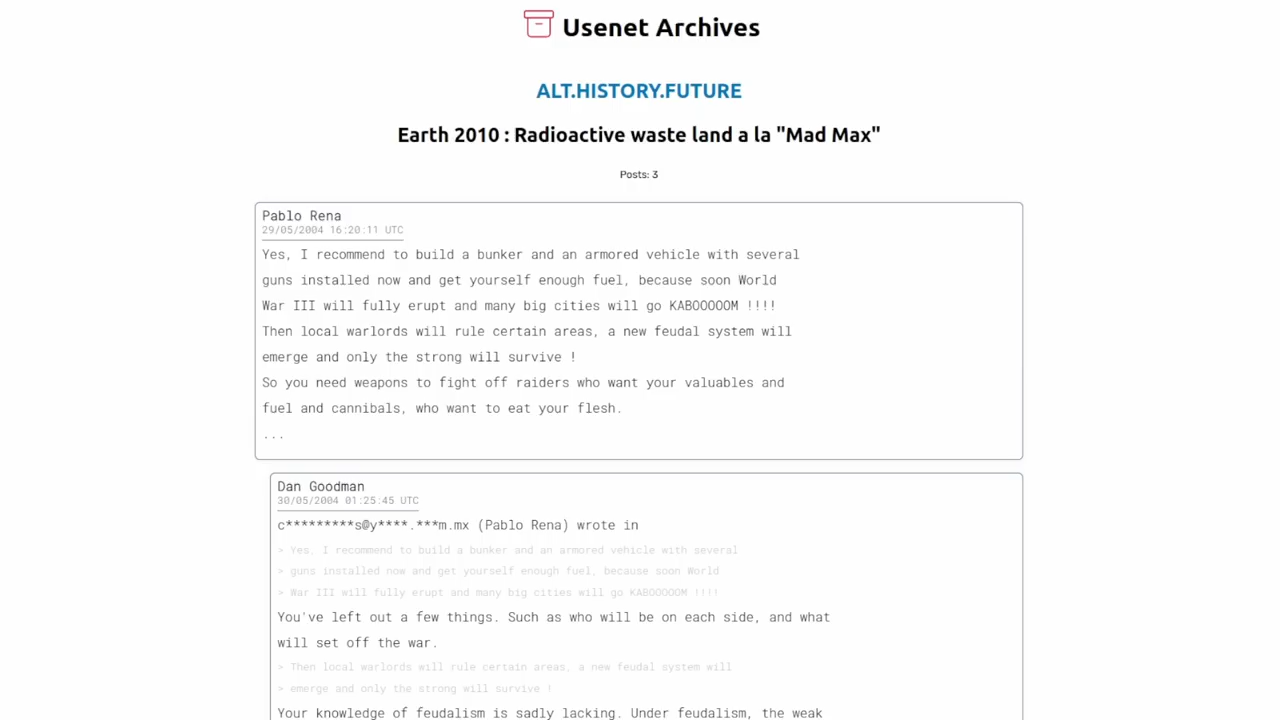 Usenet Archives
ALT.HISTORY.FUTURE
Earth 2010 : Radioactive waste land a la "Mad Max"
Posts: 3
Pablo Rena
29/05/2004 16:20:11 UTC
Yes, I recommend to build a bunker and an armored vehicle with several
guns installed now and get yourself enough fuel, because soon World
War III will fully erupt and many big cities will go KABOOOOOM !!!!
Then local warlords will rule certain areas, a new feudal system will
emerge and only the strong will survive !
So you need weapons to fight off raiders who want your valuables and
fuel and cannibals, who want to eat your flesh.
...
Dan Goodman
30/05/2004 01:25:45 UTC
c*********s@y****.***m.mx (Pablo Rena) wrote in
> Yes, I recommend to build a bunker and an armored vehicle with several
> guns installed now and get yourself enough fuel, because soon World
> War III will fully erupt and many big cities will go KABOOOOOM !!!!
You've left out a few things. Such as who will be on each side, and what
will set off the war.
> Then local warlords will rule certain areas, a new feudal system will
> emerge and only the strong will survive !
Your knowledge of feudalism is sadly lacking. Under feudalism, the weak